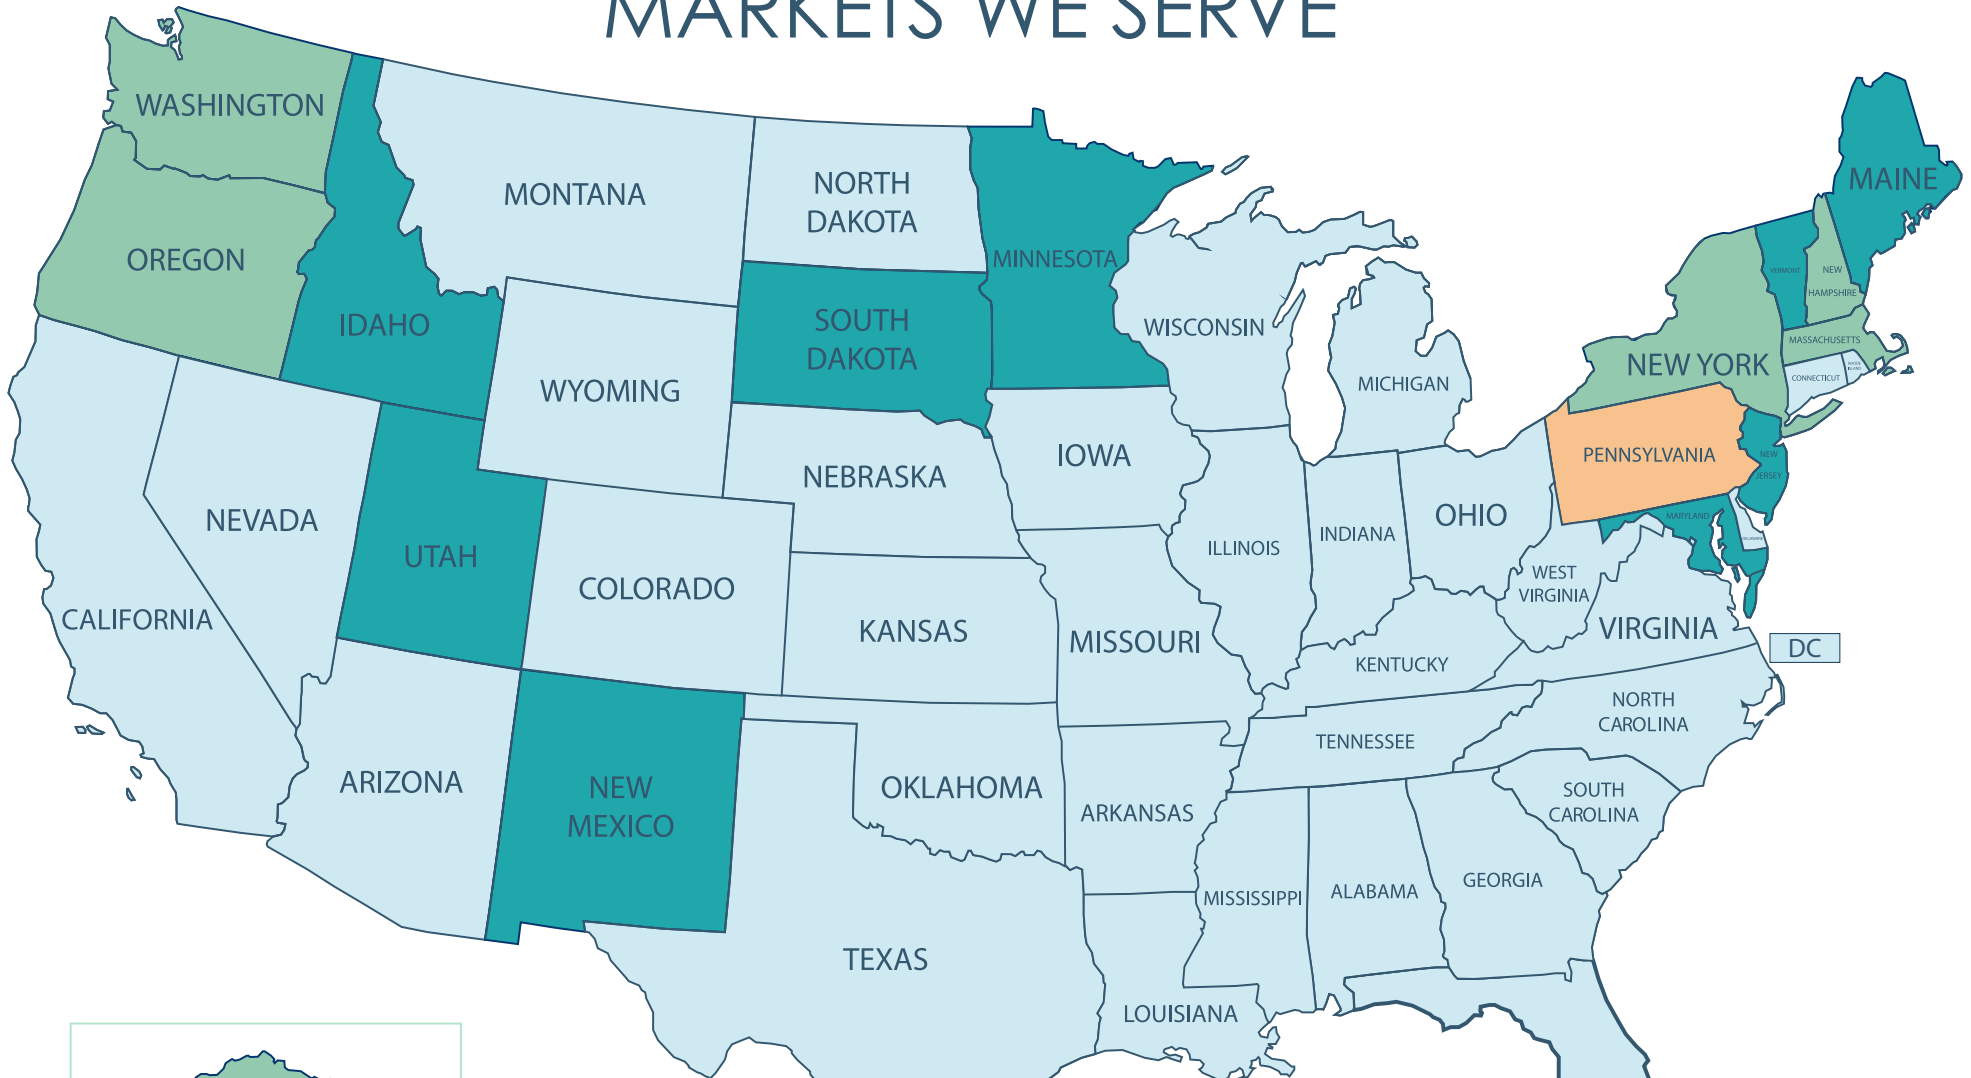 MARKETS WE SERVE
WASHINGTON
MONTANA
NORTH
DAKOTA
MINNESOTA
MAINE
OREGON
IDAHO
SOUTH
DAKOTA
WISCONSIN
VERMONT
NEW
HAMPSHIRE
MASSACHUSETTS
NEW YORK
CONNECTICUT
RHODE
ISLAND
WYOMING
MICHIGAN
IOWA
PENNSYLVANIA
NEW
JERSEY
NEBRASKA
NEVADA
UTAH
OHIO
MARYLAND
DELAWARE
ILLINOIS
INDIANA
COLORADO
WEST
VIRGINIA
CALIFORNIA
KANSAS
MISSOURI
VIRGINIA
DC
KENTUCKY
NORTH
CAROLINA
TENNESSEE
ARIZONA
NEW
MEXICO
OKLAHOMA
ARKANSAS
SOUTH
CAROLINA
MISSISSIPPI
ALABAMA
GEORGIA
TEXAS
LOUISIANA